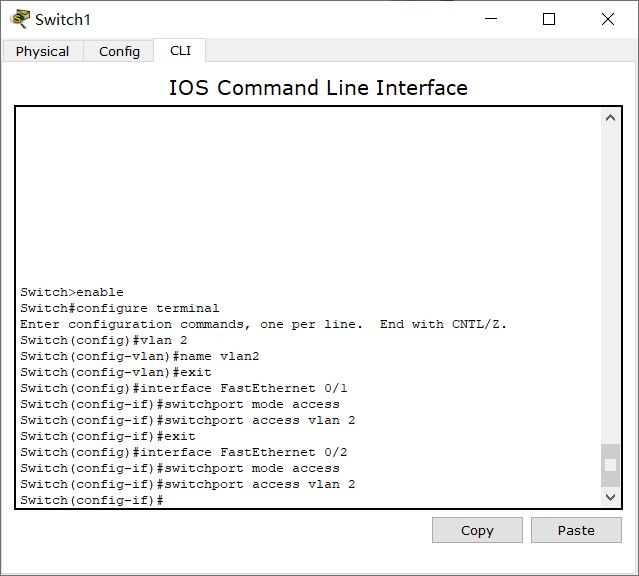 Switch1
Physical Config CLI
IOS Command Line Interface
Switch>enable
Switch#configure terminal
Enter configuration commands, one per line.  End with CNTL/Z.
Switch(config)#vlan 2
Switch(config-vlan)#name vlan2
Switch(config-vlan)#exit
Switch(config)#interface FastEthernet 0/1
Switch(config-if)#switchport mode access
Switch(config-if)#switchport access vlan 2
Switch(config-if)#exit
Switch(config)#interface FastEthernet 0/2
Switch(config-if)#switchport mode access
Switch(config-if)#switchport access vlan 2
Switch(config-if)#
Copy Paste